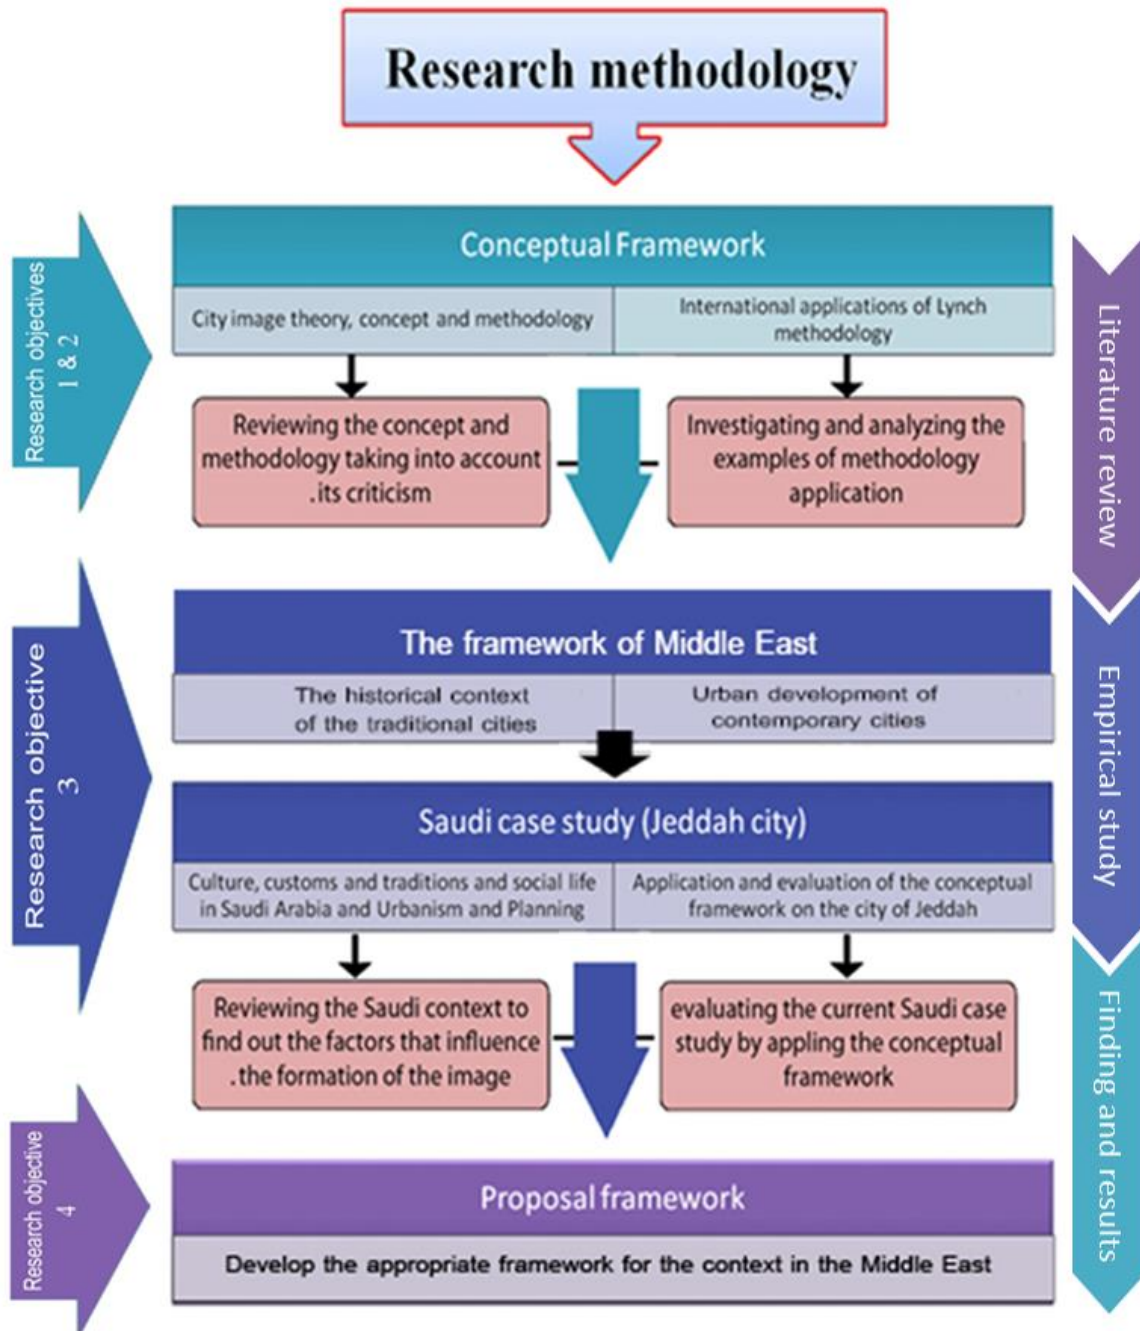 Research methodology
Research objectives
1 & 2
Conceptual Framework
City image theory, concept and methodology
International applications of Lynch
methodology
Reviewing the concept and
methodology taking into account
.its criticism
Investigating and analyzing the
examples of methodology
application
Literature review
Research objective
3
The framework of Middle East
The historical context
of the traditional cities
Urban development of
contemporary cities
Saudi case study (Jeddah city)
Culture, customs and traditions and social life
in Saudi Arabia and Urbanism and Planning
Application and evaluation of the conceptual
framework on the city of Jeddah
Reviewing the Saudi context to
find out the factors that influence
.the formation of the image
evaluating the current Saudi case
study by appling the conceptual
framework
Empirical study
Research objective
4
Proposal framework
Develop the appropriate framework for the context in the Middle East
Finding and results